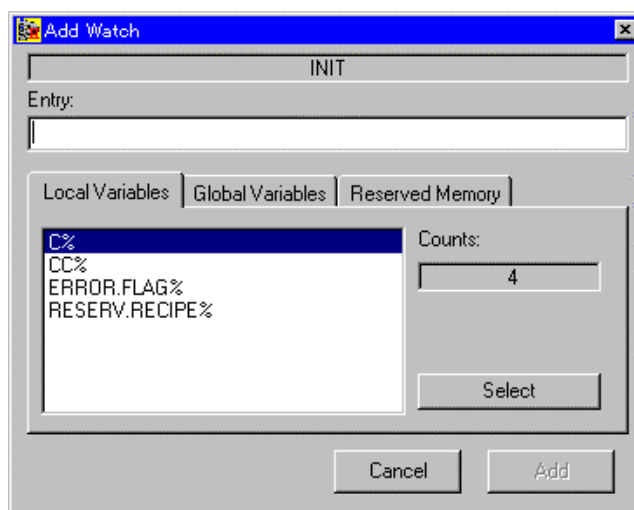 Add Watch
INIT
Entry:
Local Variables Global Variables Reserved Memory
C%
CC%
ERROR.FLAG%
RESERV.RECIPE%
Counts:
4
Select
Cancel Add